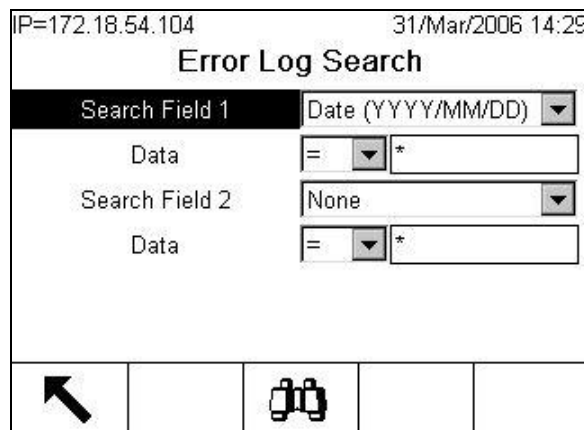 IP=172.18.54.104 31/Mar/2006 14:29
Error Log Search
Search Field 1 Date (YYYY/MM/DD)
Data = *
Search Field 2 None
Data = *